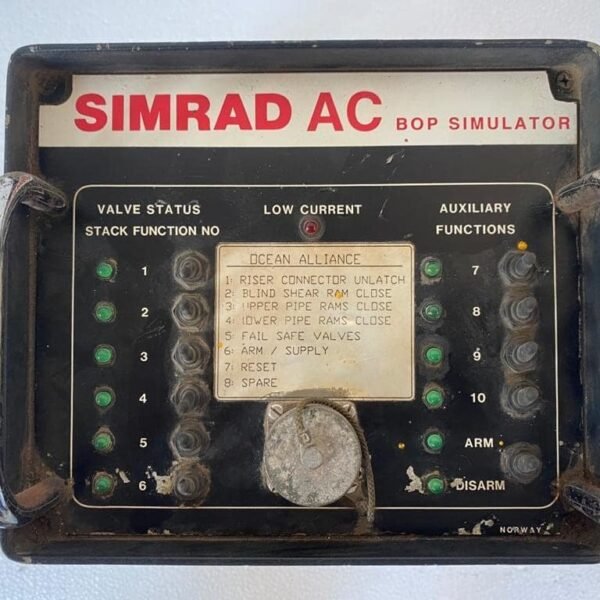 SIMRAD AC BOP SIMULATOR
VALVE STATUS
STACK FUNCTION NO
LOW CURRENT
AUXILIARY
FUNCTIONS
1
2
3
4
5
6
OCEAN ALLIANCE
1: RISER CONNECTOR UNLATCH
2: BLIND SHEAR RAM CLOSE
3: UPPER PIPE RAMS CLOSE
4: LOWER PIPE RAMS CLOSE
5: FAIL SAFE VALVES
6: ARM / SUPPLY
7: RESET
8: SPARE
7
8
9
10
ARM
DISARM
NORWAY